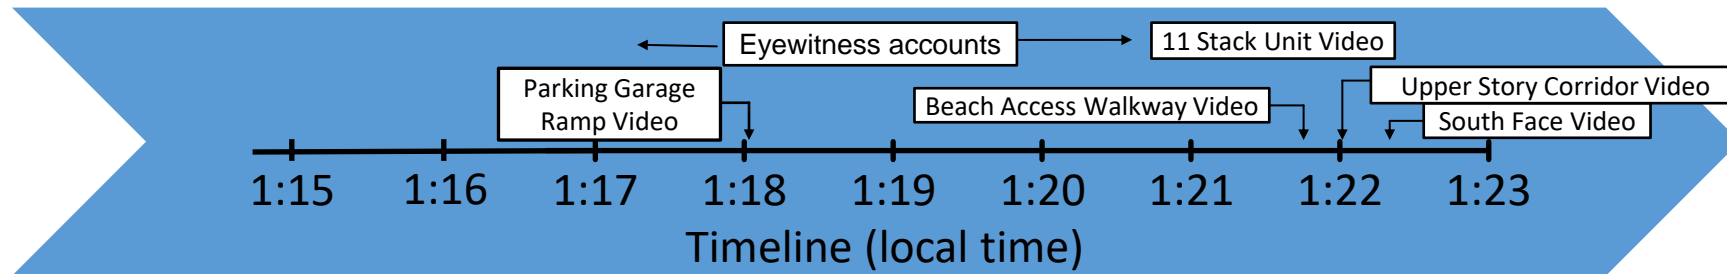 Eyewitness accounts
11 Stack Unit Video
Parking Garage
Ramp Video
Beach Access Walkway Video
Upper Story Corridor Video
South Face Video
1:15 1:16 1:17 1:18 1:19 1:20 1:21 1:22 1:23
Timeline (local time)